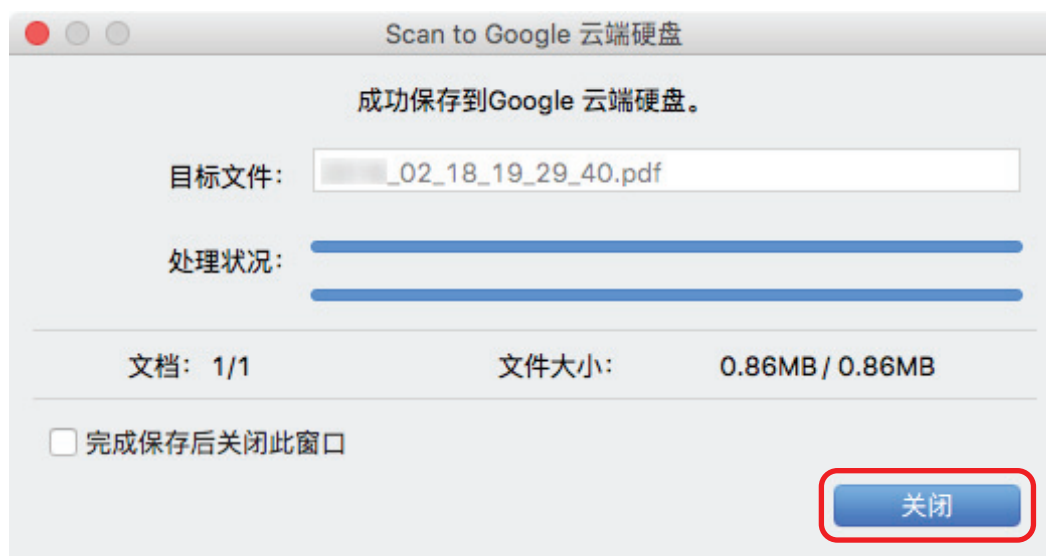 Scan to Google 云端硬盘
成功保存到Google 云端硬盘。
目标文件： _02_18_19_29_40.pdf
处理状况：
文档： 1/1 文件大小： 0.86MB / 0.86MB
完成保存后关闭此窗口
关闭